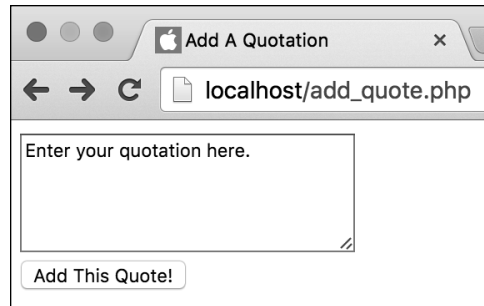 Add A Quotation
localhost/add_quote.php
Enter your quotation here.
Add This Quote!